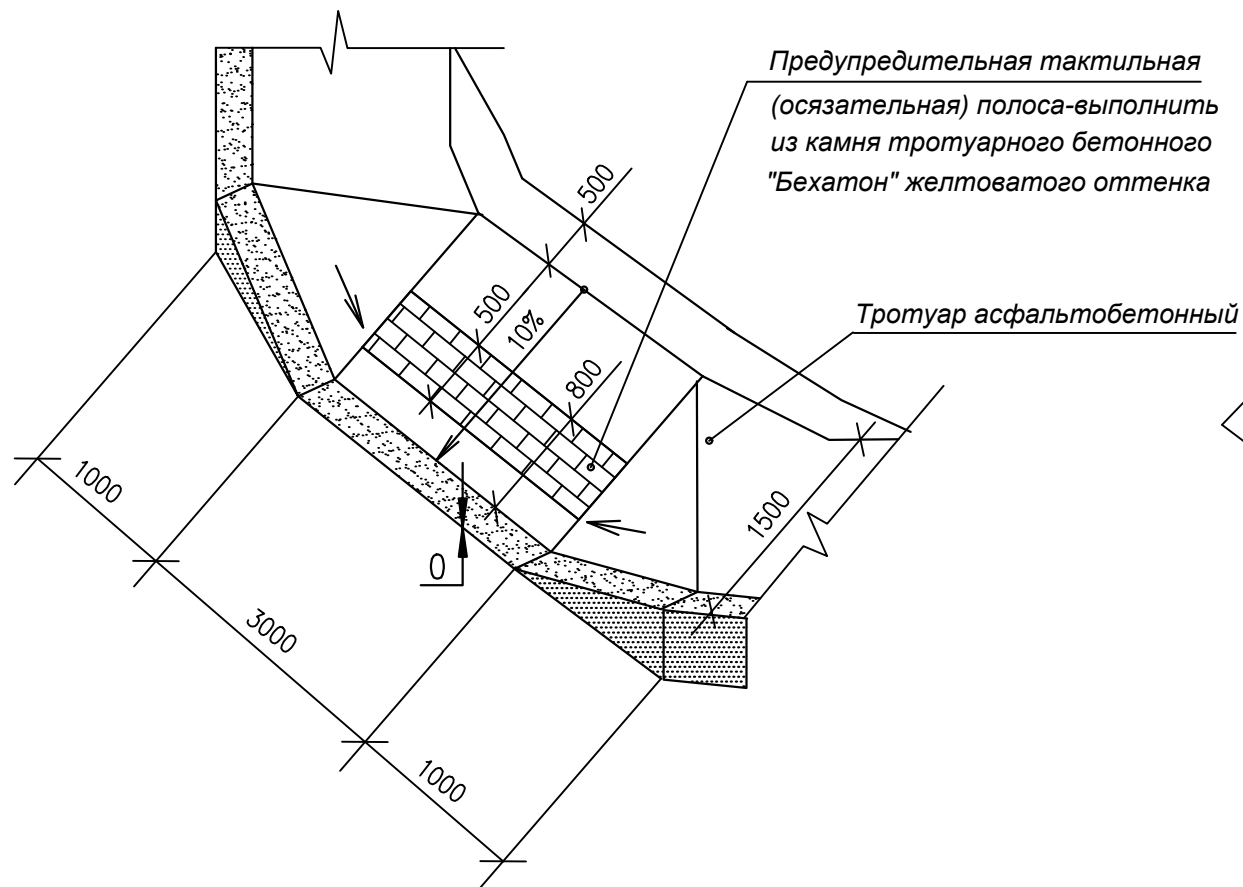 Предупредительная тактильная
(осязательная) полоса-выполнить
из камня тротуарного бетонного
"Бехатон" желтоватого оттенка
500
500
10%
800
Тротуар асфальтобетонный
1500
1000
0
3000
1000